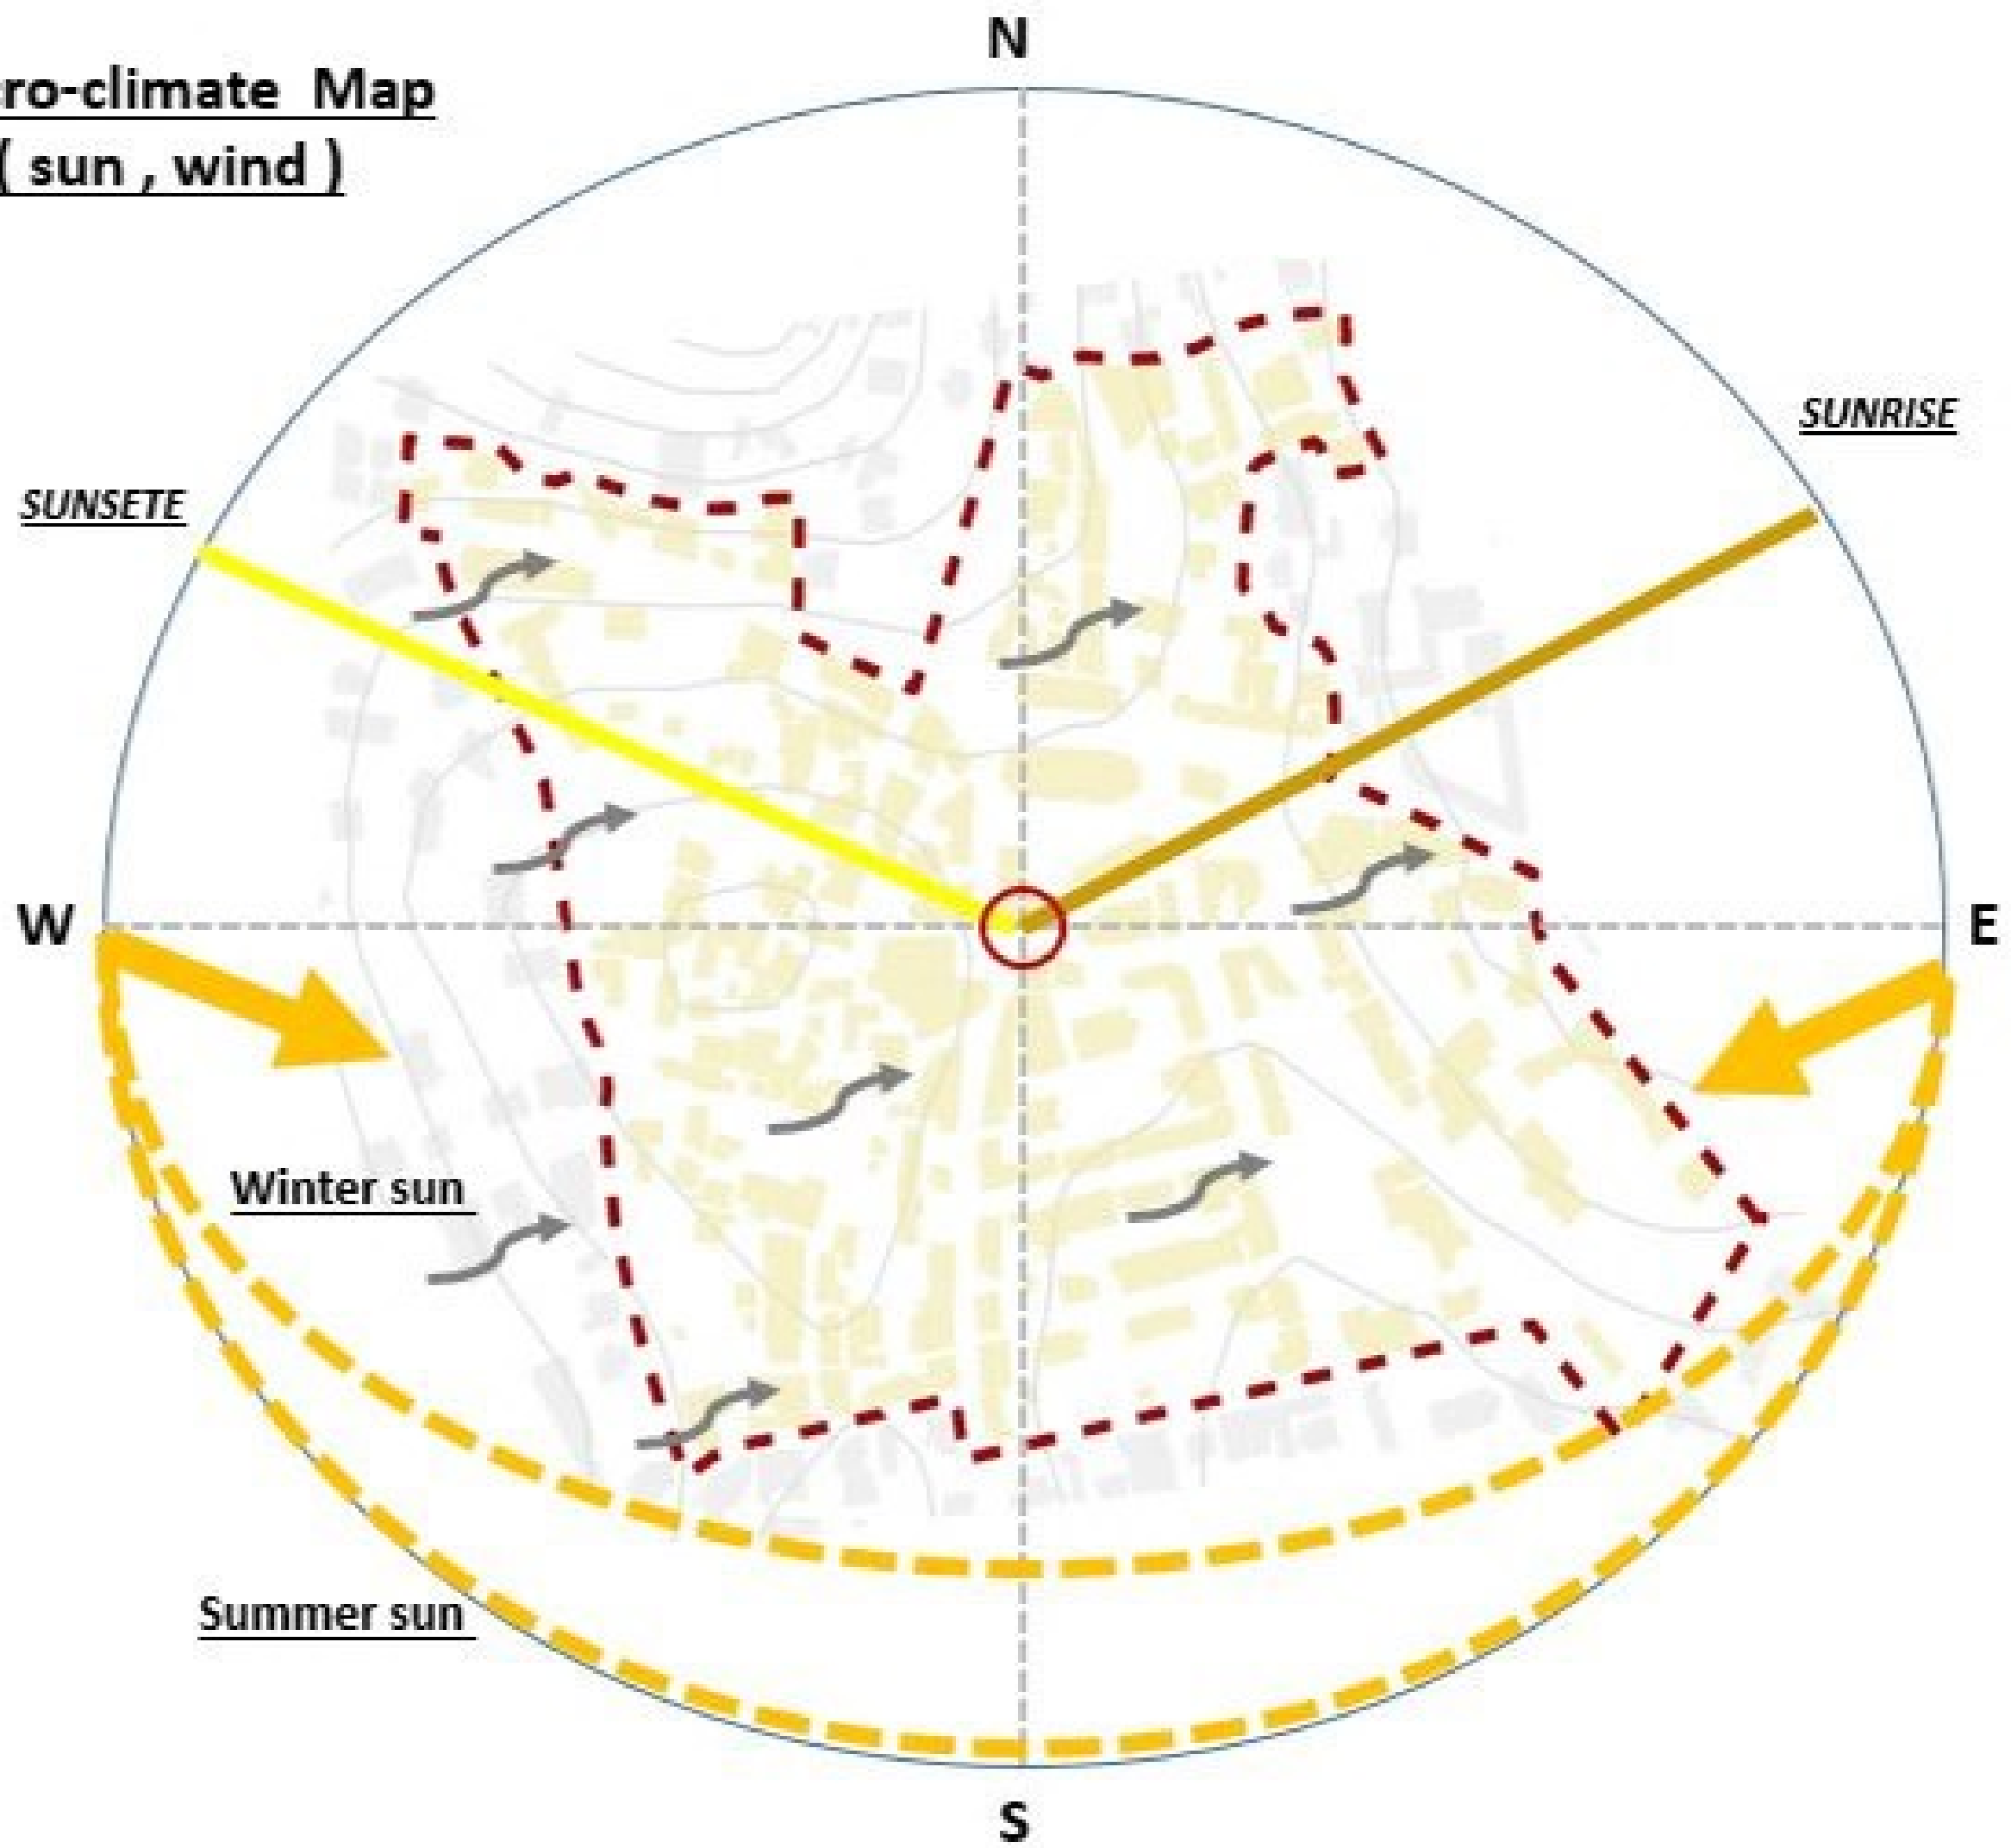 N
ro-climate Map
( sun , wind )
SUNRISE
SUNSETE
W
E
Winter sun
Summer sun
S